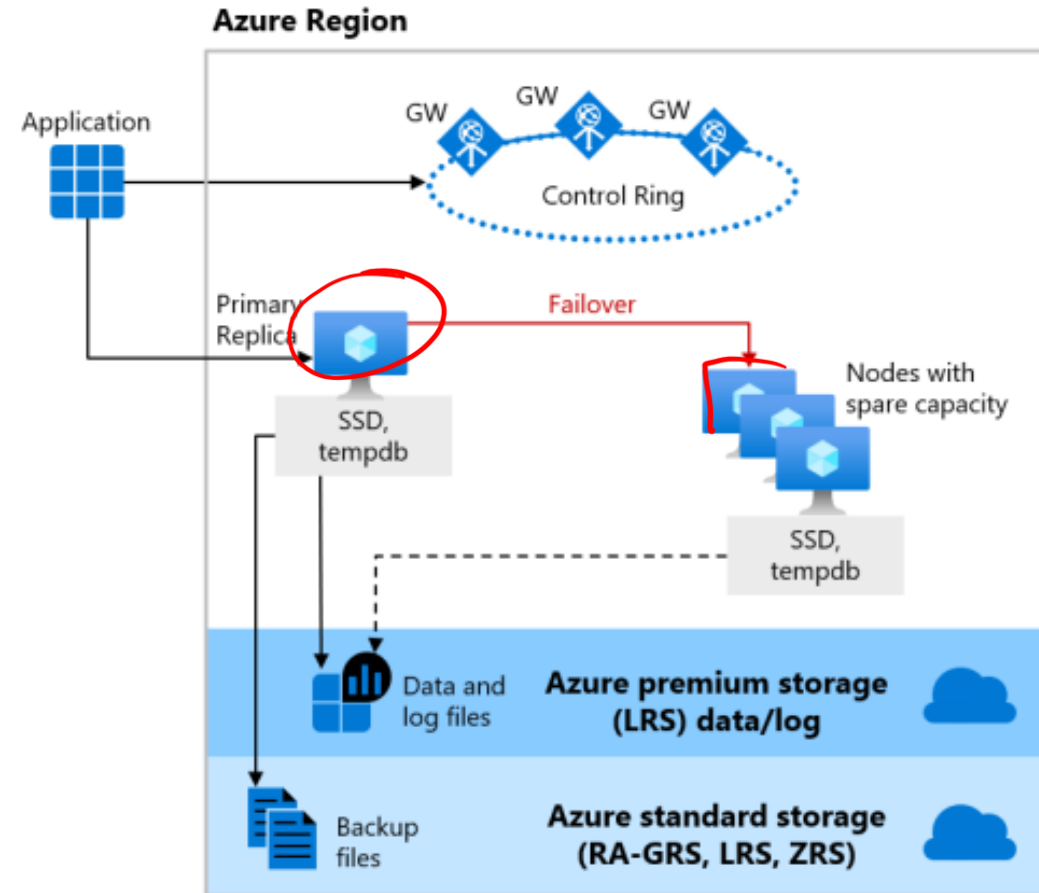 Azure Region
Application
GW
GW
GW
Control Ring
Primary
Replica
Failover
Nodes with
spare capacity
SSD,
tempdb
SSD,
tempdb
Data and
log files
Azure premium storage
(LRS) data/log
Backup
files
Azure standard storage
(RA-GRS, LRS, ZRS)